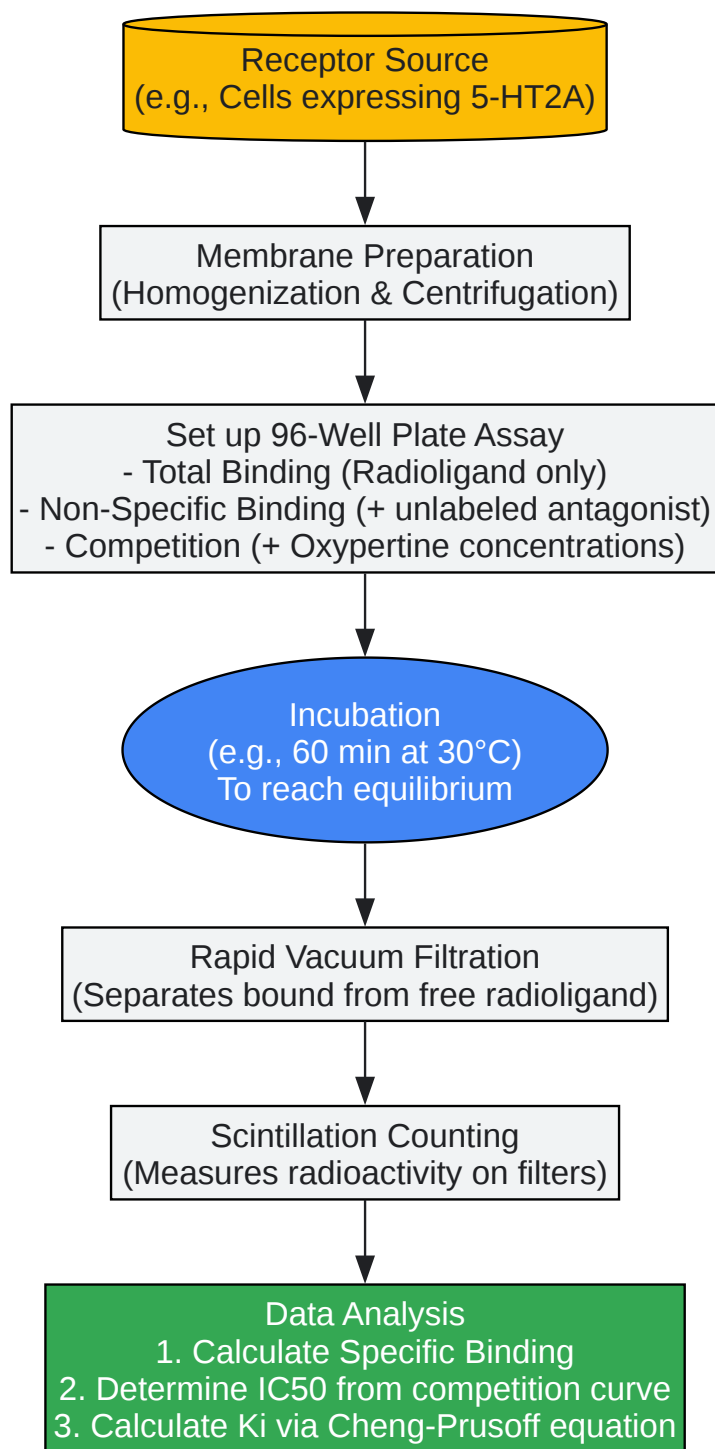 Receptor Source
(e.g., Cells expressing 5-HT2A)
Membrane Preparation
(Homogenization & Centrifugation)
Set up 96-Well Plate Assay
- Total Binding (Radioligand only)
- Non-Specific Binding (+ unlabeled antagonist)
- Competition (+ Oxypertine concentrations)
Incubation
(e.g., 60 min at 30°C)
To reach equilibrium
Rapid Vacuum Filtration
(Separates bound from free radioligand)
Scintillation Counting
(Measures radioactivity on filters)
Data Analysis
1. Calculate Specific Binding
2. Determine IC50 from competition curve
3. Calculate Ki via Cheng-Prusoff equation